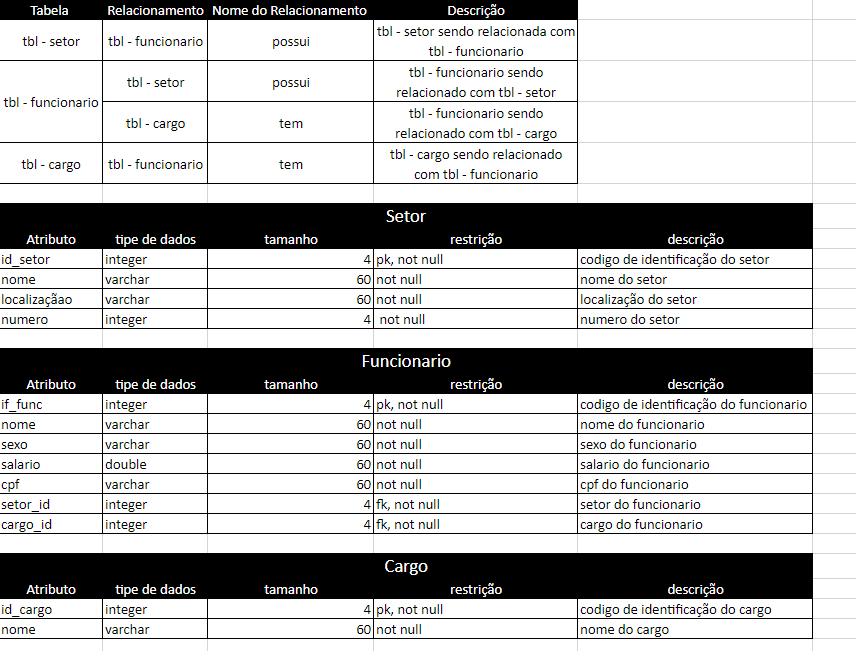 Tabela Relacionamento Nome do Relacionamento Descrição
tbl - setor tbl - funcionario possui tbl - setor sendo relacionada com
tbl - funcionario
tbl - funcionario tbl - setor possui tbl - funcionario sendo
relacionado com tbl - setor
tbl - cargo tem tbl - funcionario sendo
relacionado com tbl - cargo
tbl - cargo tbl - funcionario tem tbl - cargo sendo relacionado
com tbl - funcionario
Setor
Atributo tipe de dados tamanho restrição descrição
id_setor integer 4 pk, not null codigo de identificação do setor
nome varchar 60 not null nome do setor
localizaçãao varchar 60 not null localização do setor
numero integer 4 not null numero do setor
Funcionario
Atributo tipe de dados tamanho restrição descrição
if_func integer 4 pk, not null codigo de identificação do funcionario
nome varchar 60 not null nome do funcionario
sexo varchar 60 not null sexo do funcionario
salario double 60 not null salario do funcionario
cpf varchar 60 not null cpf do funcionario
setor_id integer 4 fk, not null setor do funcionario
cargo_id integer 4 fk, not null cargo do funcionario
Cargo
Atributo tipe de dados tamanho restrição descrição
id_cargo integer 4 pk, not null codigo de identificação do cargo
nome varchar 60 not null nome do cargo